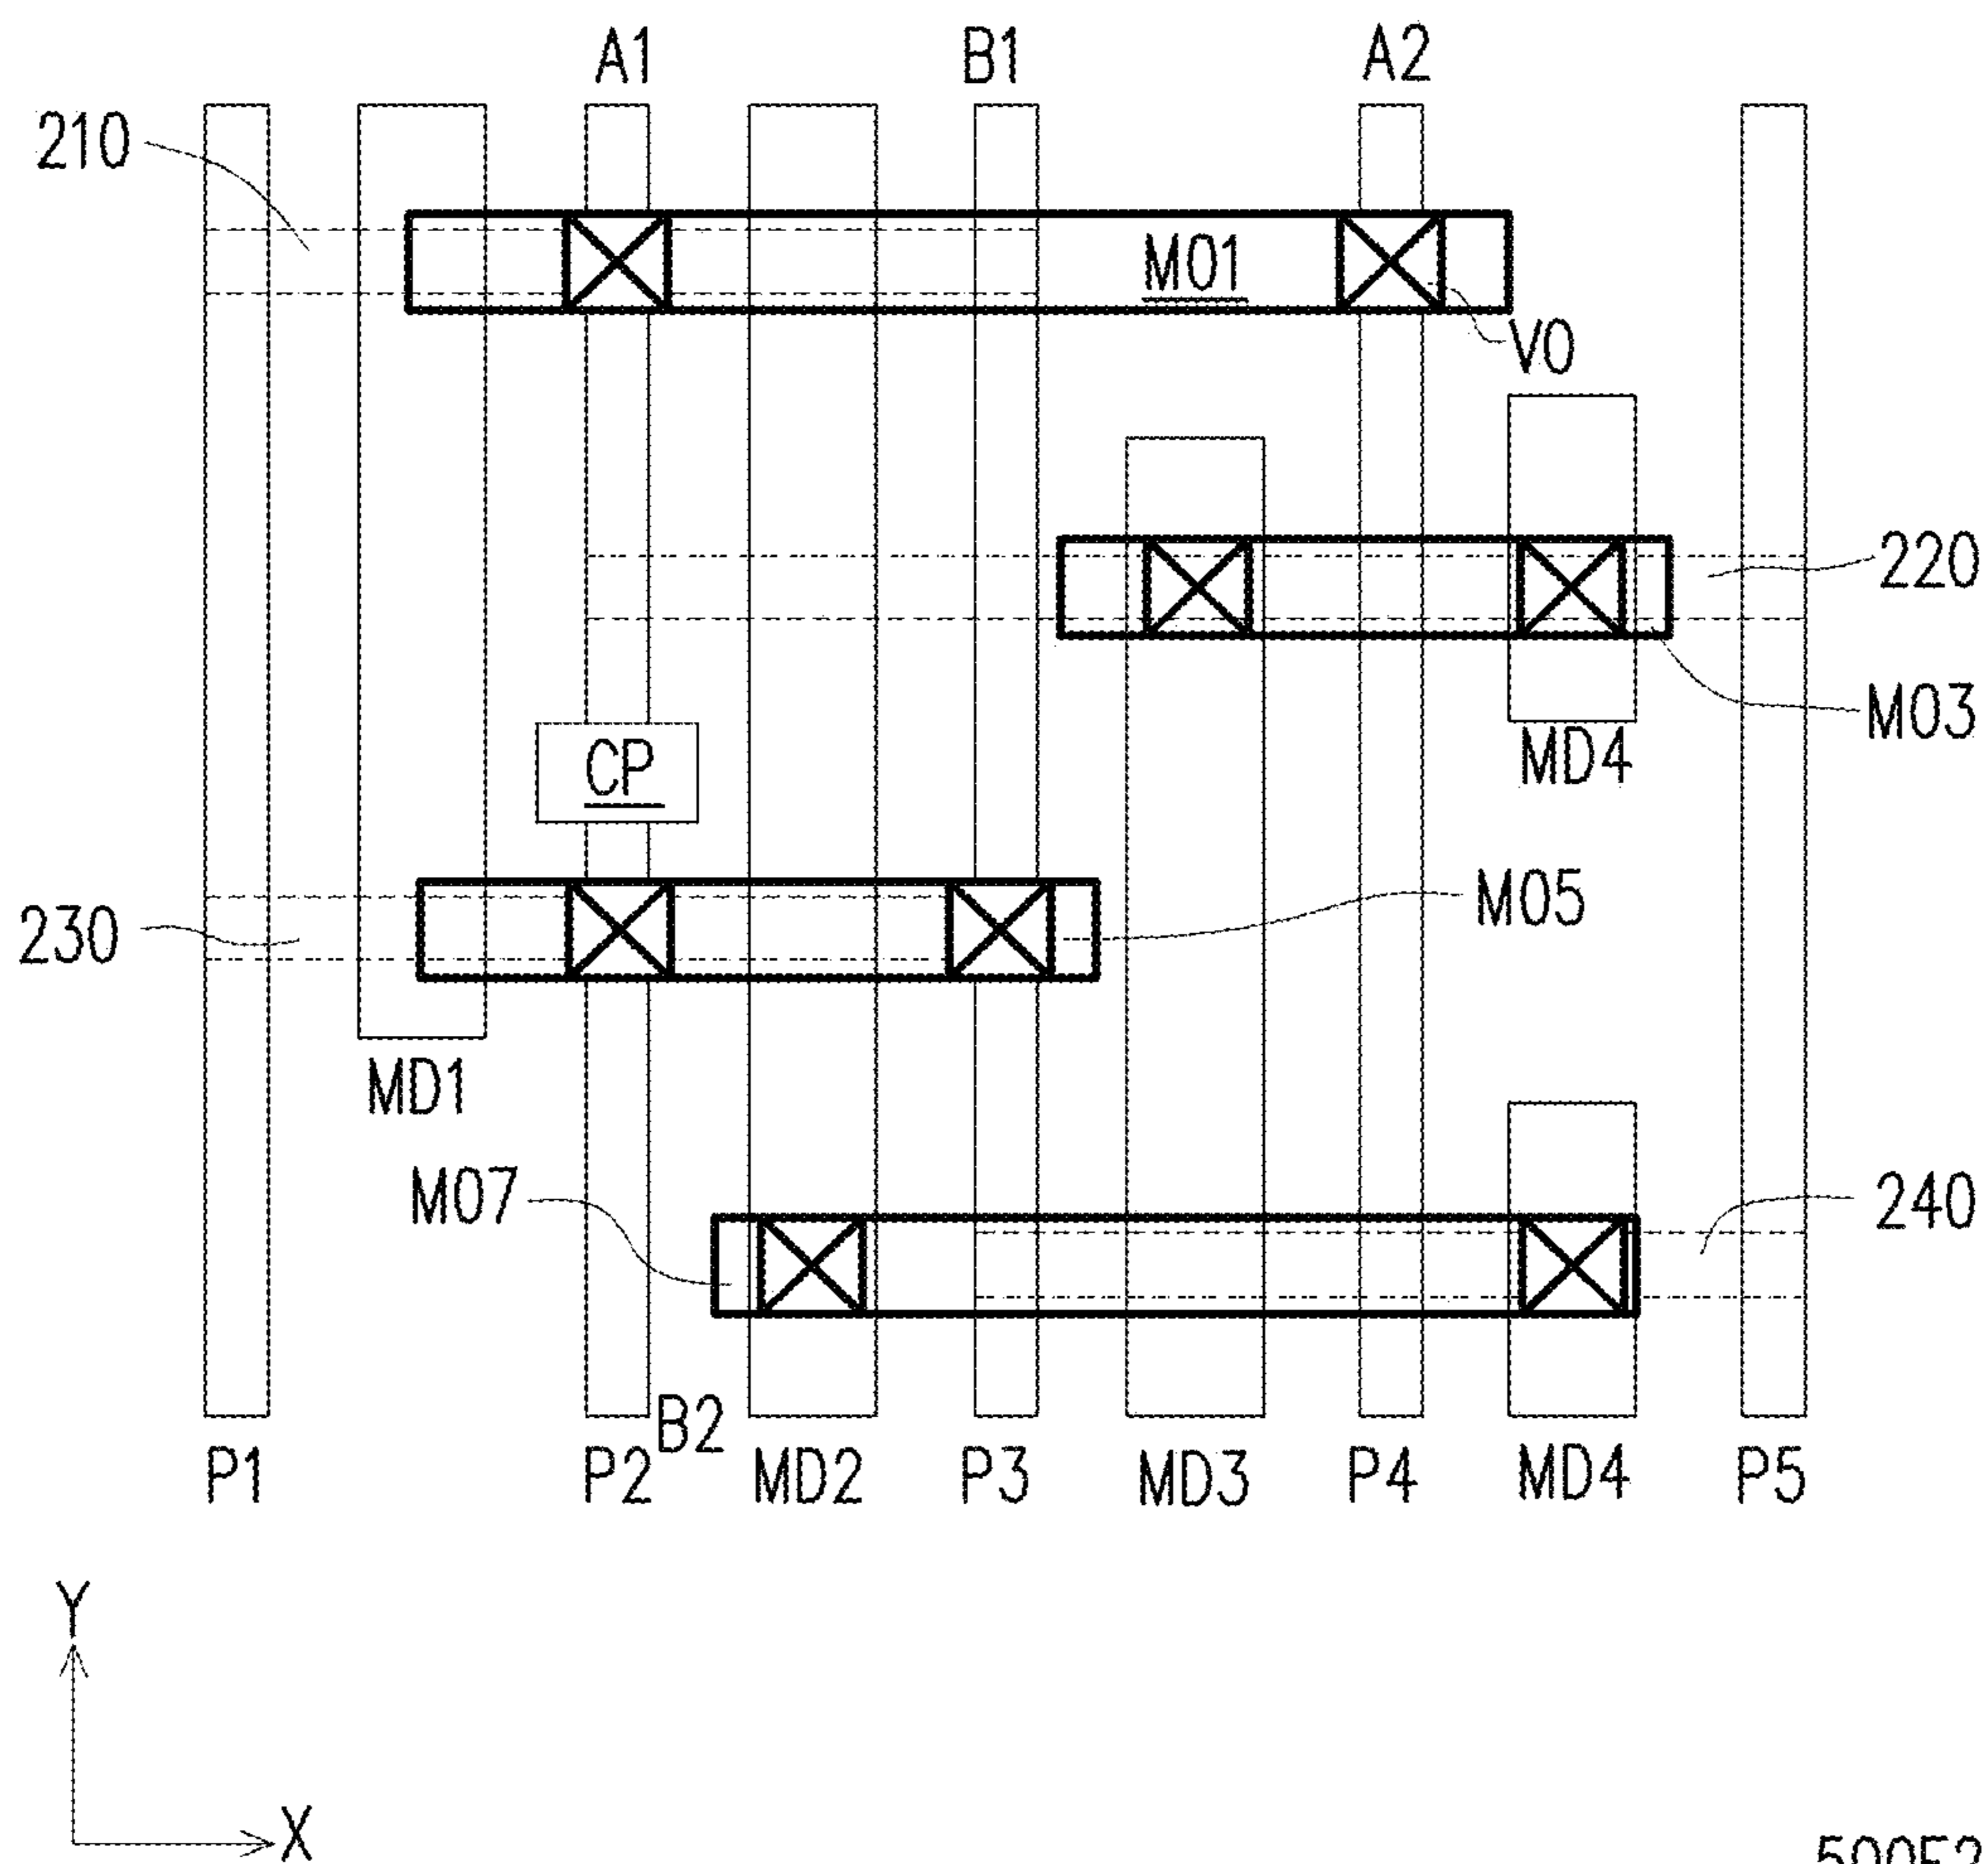 A1 B1 A2
210
M01
V0
220
M03
CP
MD4
230
M05
MD1
M07
240
B2
P1 P2 MD2 P3 MD3 P4 MD4 P5
Y
X